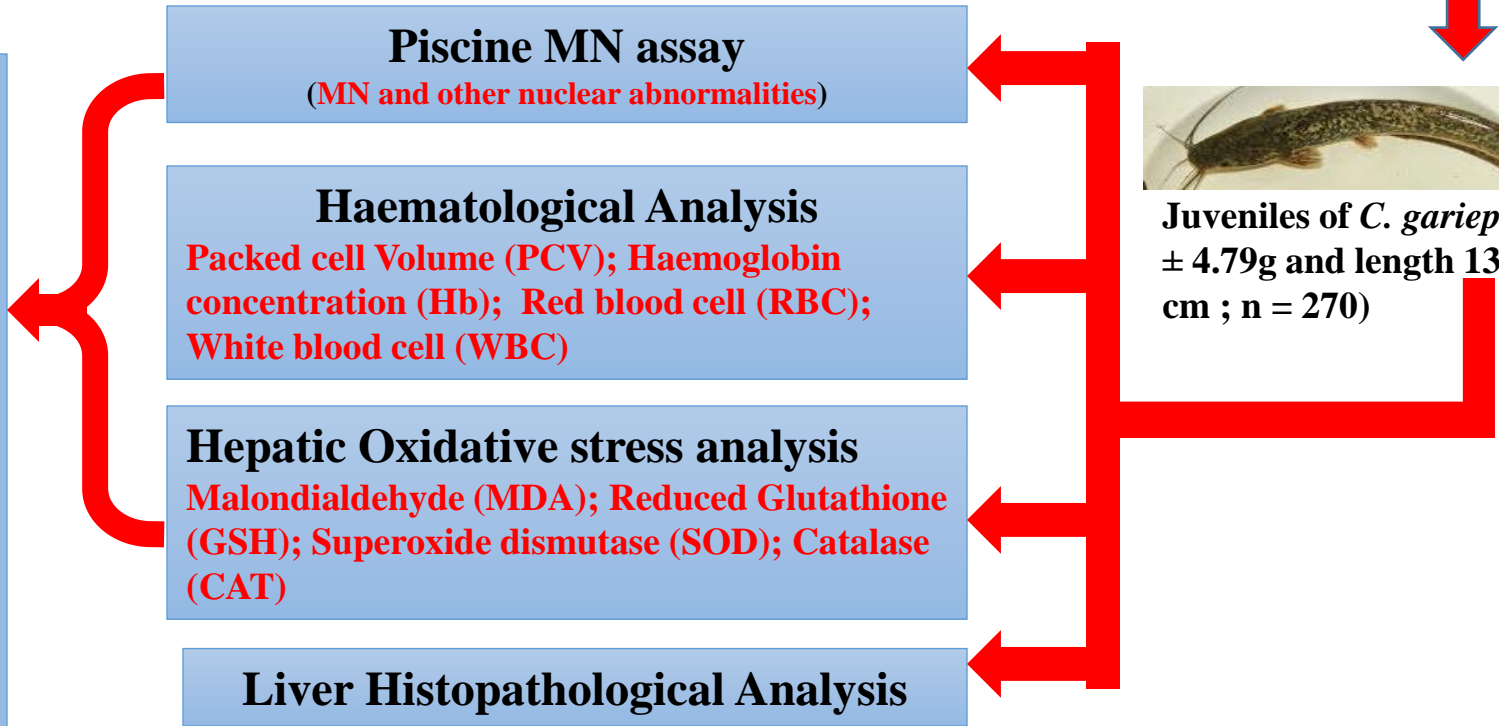 Piscine MN assay
(MN and other nuclear abnormalities)
Haematological Analysis
Packed cell Volume (PCV); Haemoglobin
concentration (Hb); Red blood cell (RBC);
White blood cell (WBC)
Hepatic Oxidative stress analysis
Malondialdehyde (MDA); Reduced Glutathione
(GSH); Superoxide dismutase (SOD); Catalase
(CAT)
Liver Histopathological Analysis
Juveniles of C. gariep
± 4.79g and length 13
cm ; n = 270)